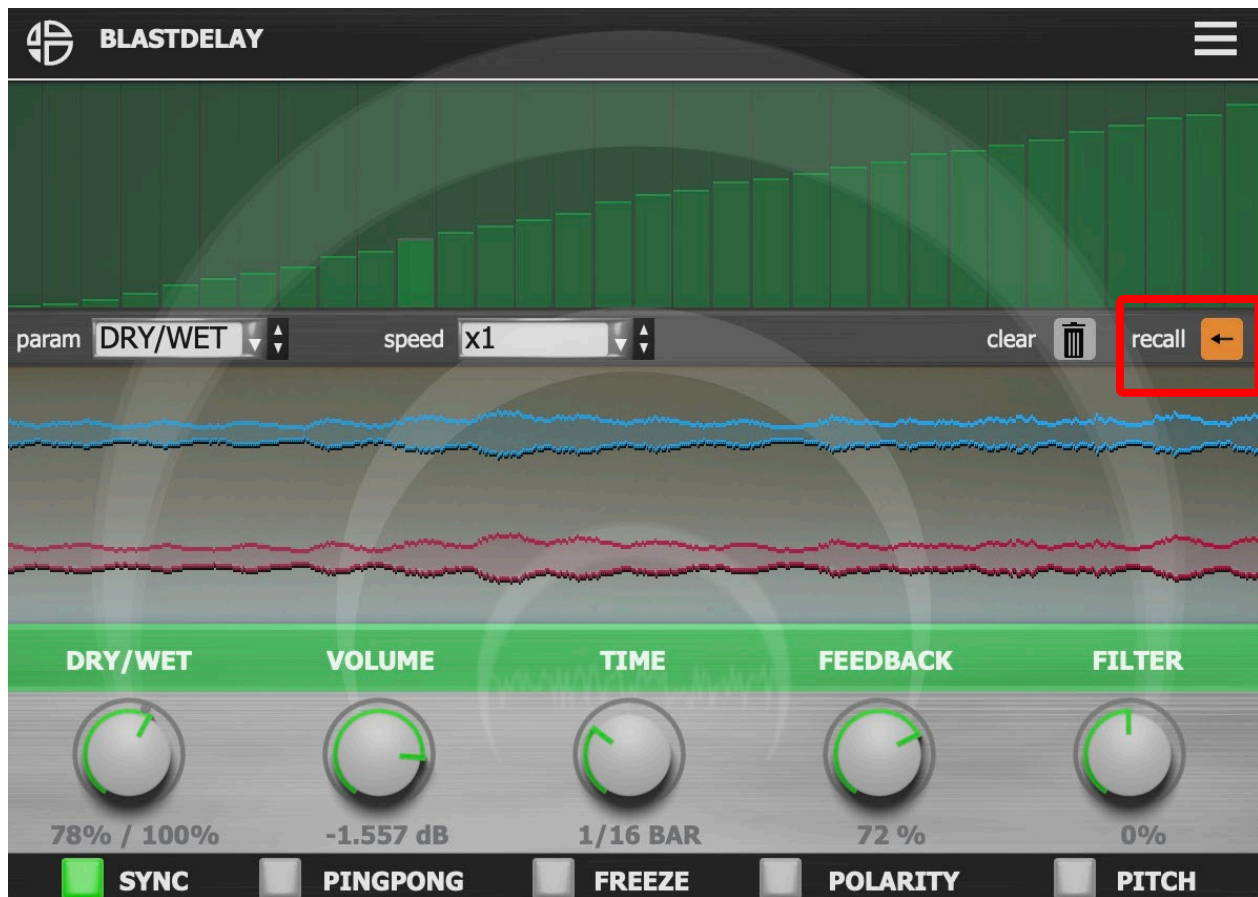 BLASTDELAY
param DRY/WET speed x1 clear recall
DRY/WET VOLUME TIME FEEDBACK FILTER
78% / 100% -1.557 dB 1/16 BAR 72 % 0%
SYNC PINGPONG FREEZE POLARITY PITCH